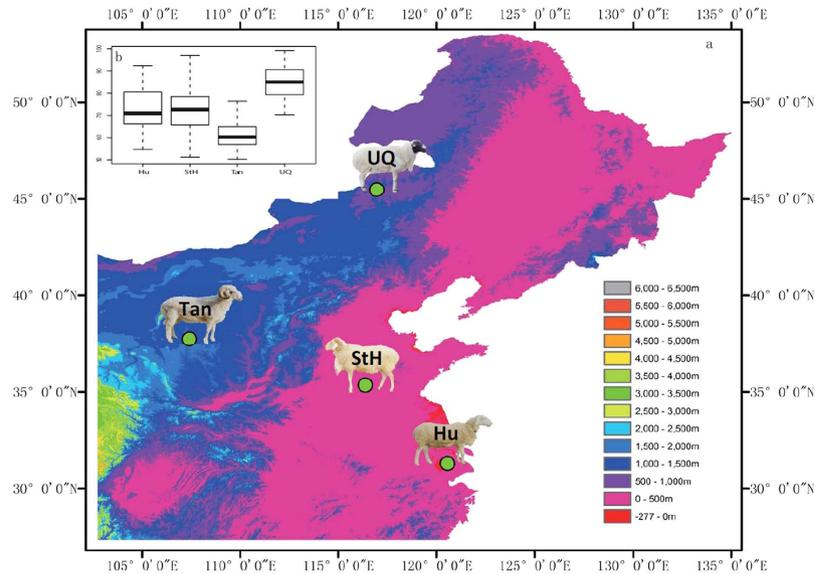 105° 0′0″E 110° 0′0″E 115° 0′0″E 120° 0′0″E 125° 0′0″E 130° 0′0″E 135° 0′0″E
a
b
100
90
80
70
60
50
Hu StH Tan UQ
50° 0′0″N 50° 0′0″N
UQ
45° 0′0″N 45° 0′0″N
40° 0′0″N 40° 0′0″N
Tan
StH
35° 0′0″N 35° 0′0″N
Hu
30° 0′0″N 30° 0′0″N
6,000 - 6,500m
5,500 - 6,000m
5,000 - 5,500m
4,500 - 5,000m
4,000 - 4,500m
3,500 - 4,000m
3,000 - 3,500m
2,500 - 3,000m
2,000 - 2,500m
1,500 - 2,000m
1,000 - 1,500m
500 - 1,000m
0 - 500m
-277 - 0m
105° 0′0″E 110° 0′0″E 115° 0′0″E 120° 0′0″E 125° 0′0″E 130° 0′0″E 135° 0′0″E